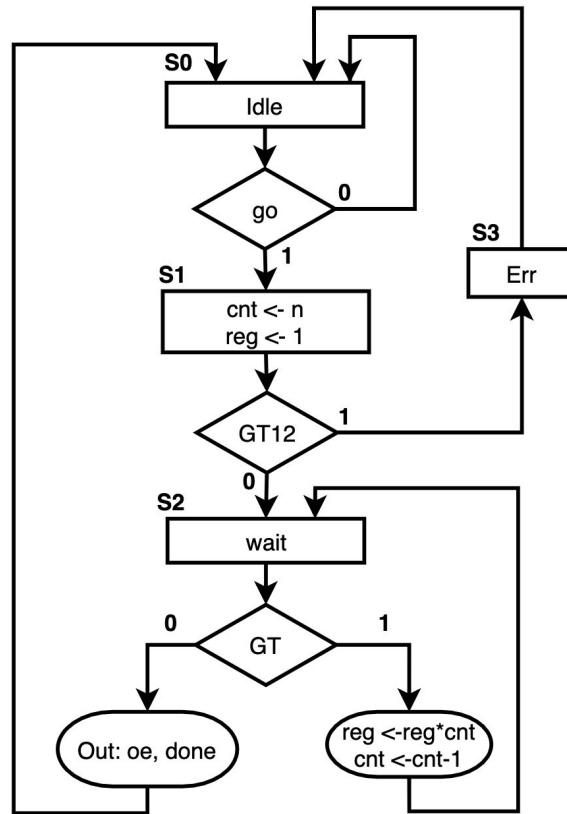 S0
Idle
go
0
1
S3
Err
S1
cnt <- n
reg <- 1
GT12
1
0
S2
wait
0
GT
1
Out: oe, done
reg <-reg*cnt
cnt <-cnt-1